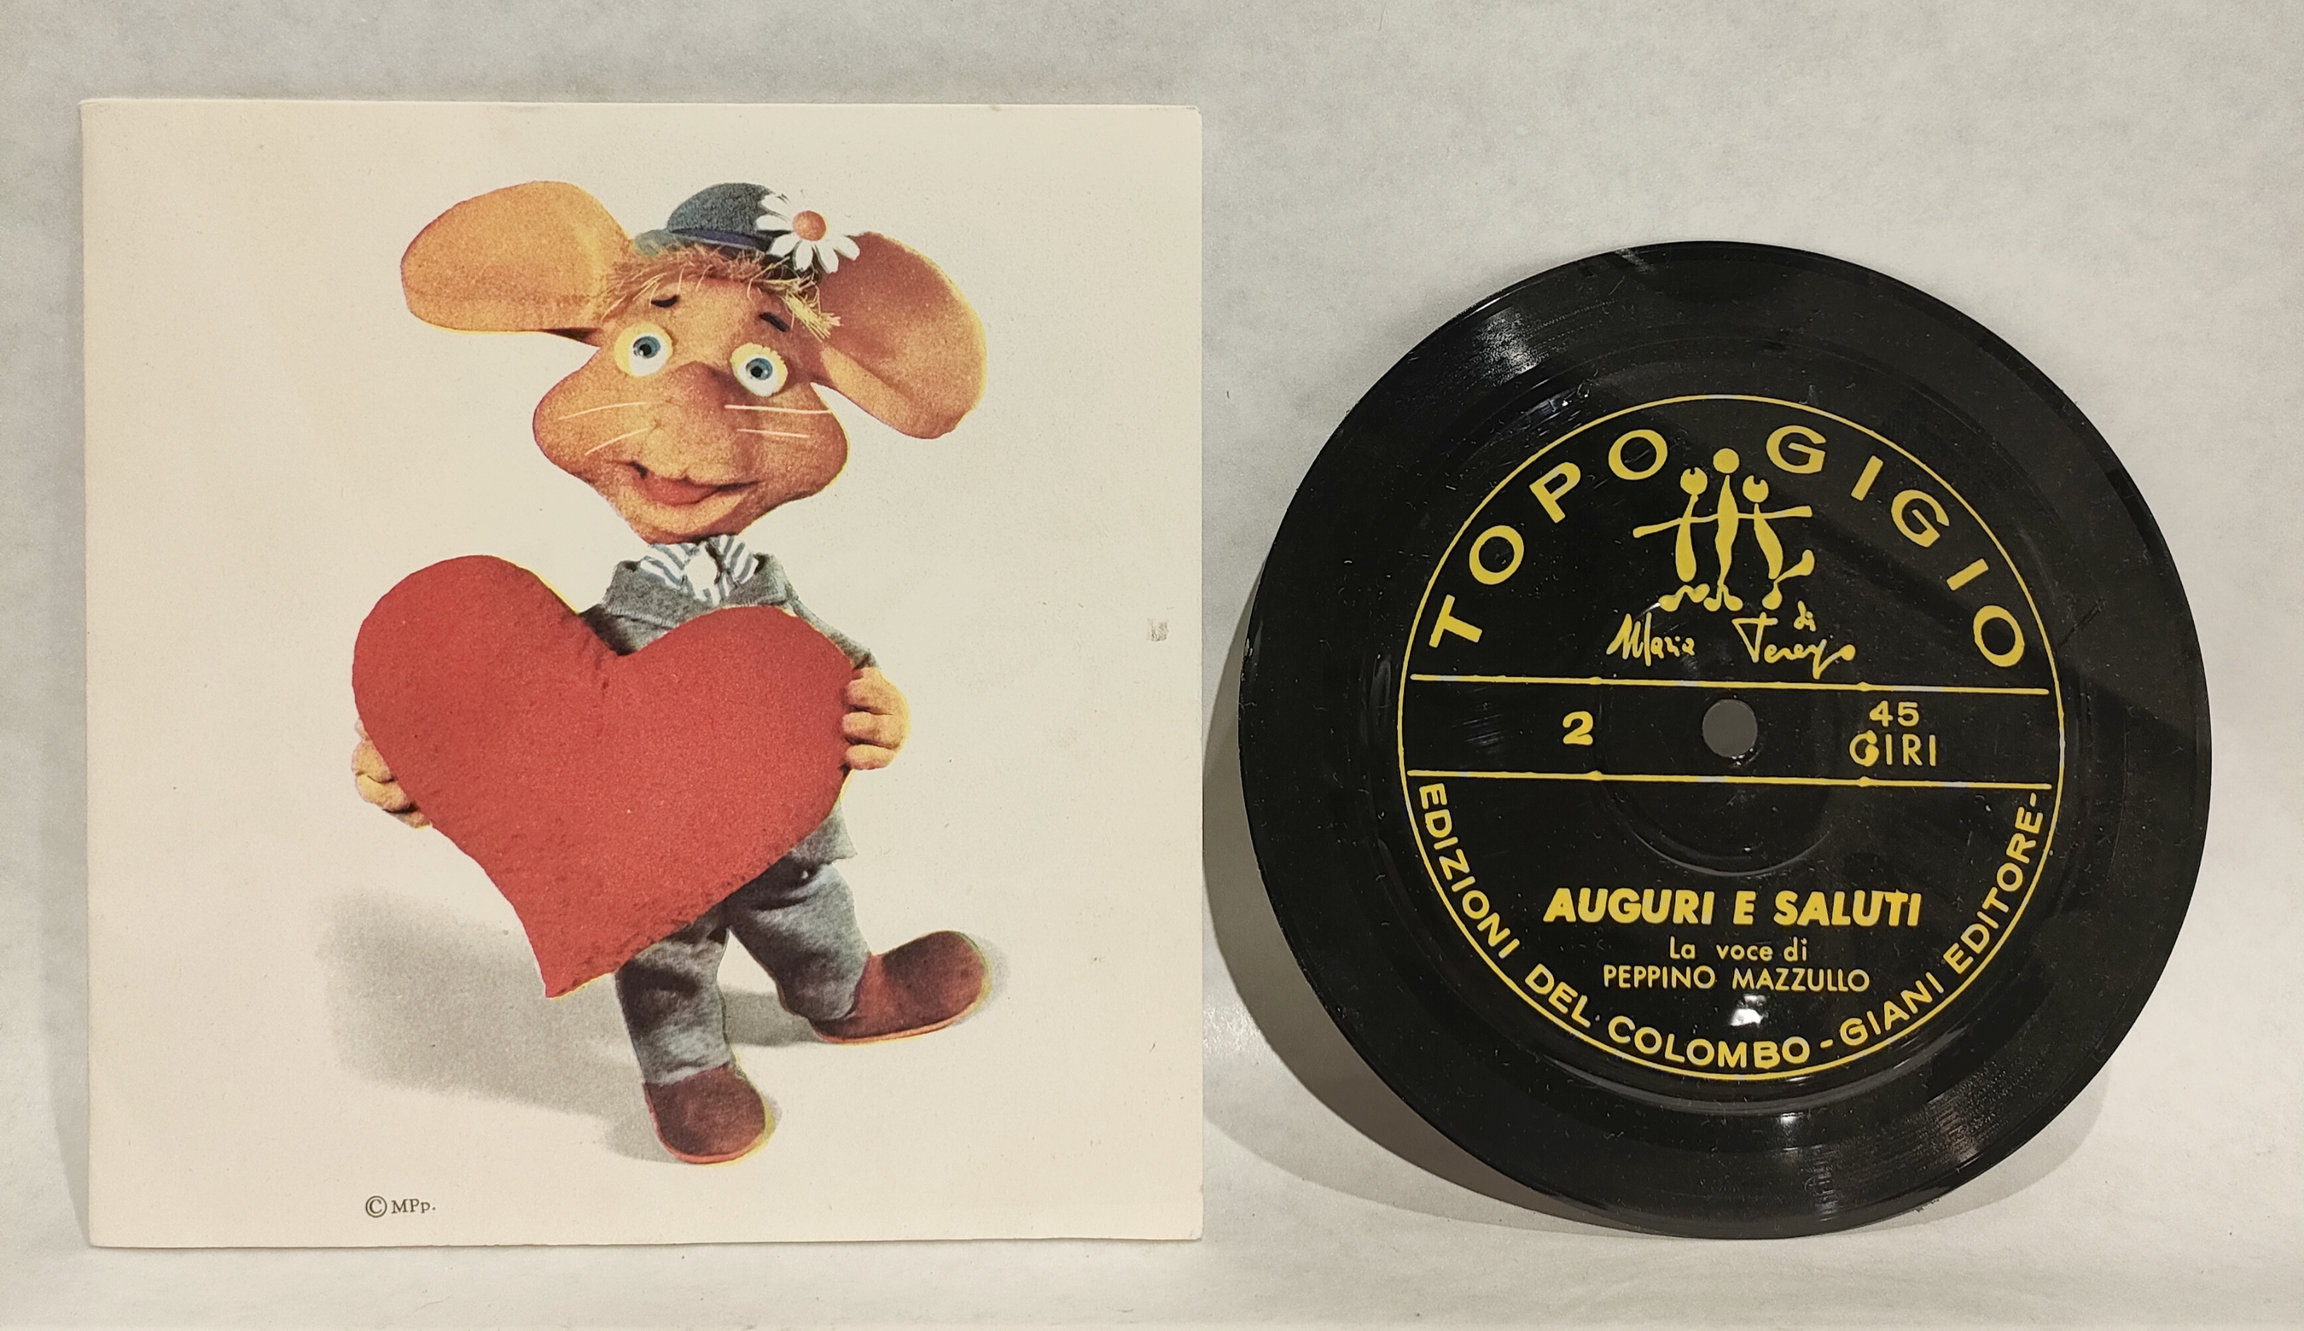 © MPp.
TOPO GIGIO
di
Maria Perego
2
45
GIRI
AUGURI E SALUTI
La voce di
PEPPINO MAZZULLO
EDIZIONI DEL COLOMBO - GIANI EDITORE -